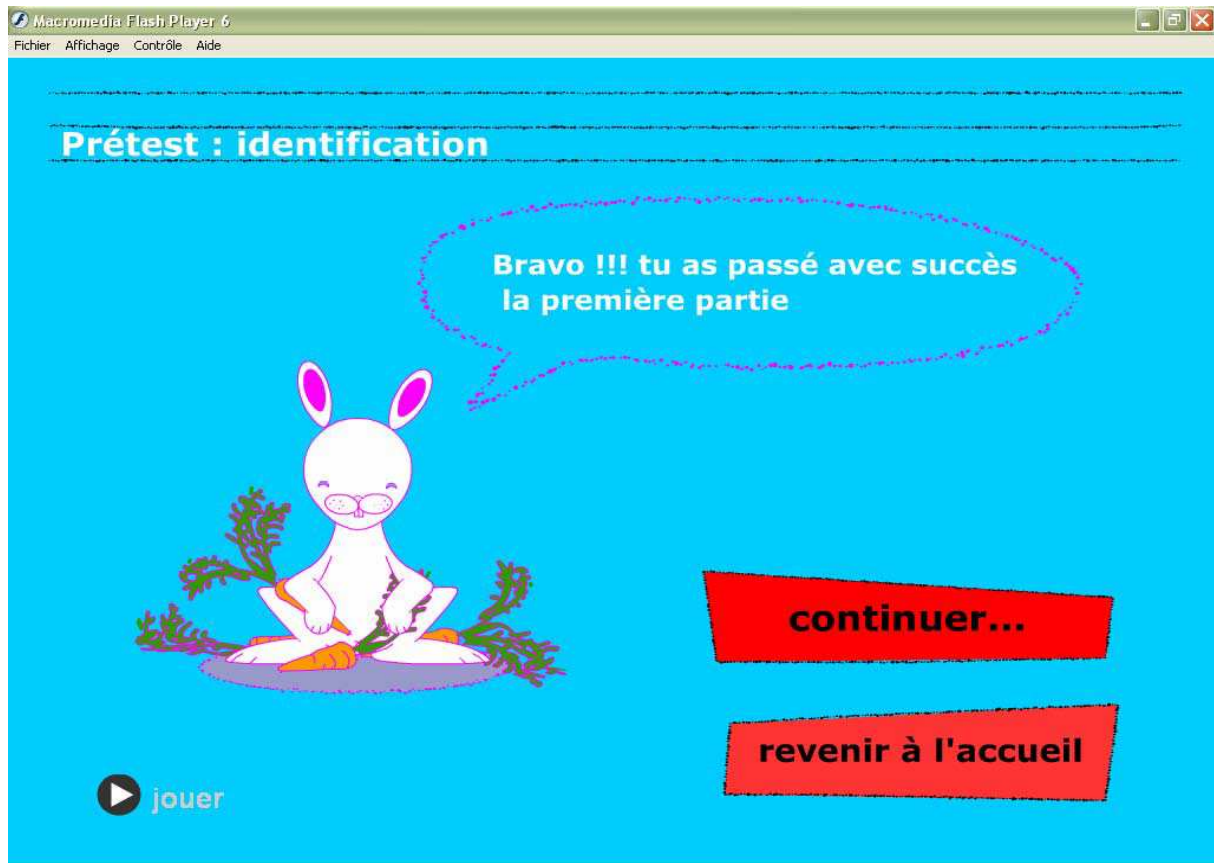 Macromedia Flash Player 6
Fichier Affichage Contrôle Aide
Prétest : identification
Bravo !!! tu as passé avec succès
la première partie
continuer...
revenir à l'accueil
jouer